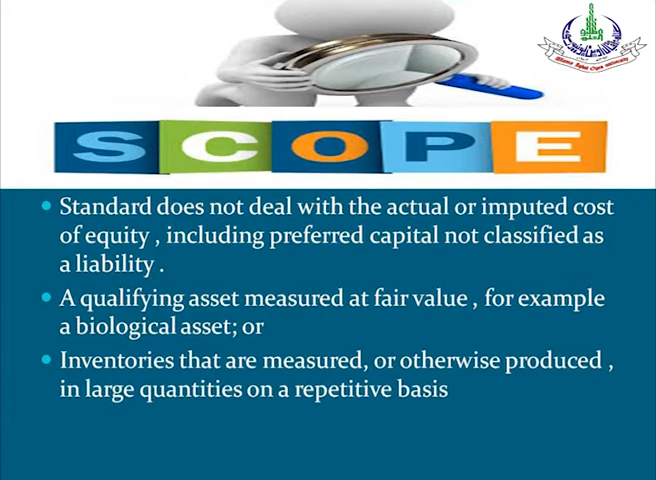 SCOPE
Standard does not deal with the actual or imputed cost
of equity , including preferred capital not classified as
a liability .
A qualifying asset measured at fair value , for example
a biological asset; or
Inventories that are measured, or otherwise produced ,
in large quantities on a repetitive basis